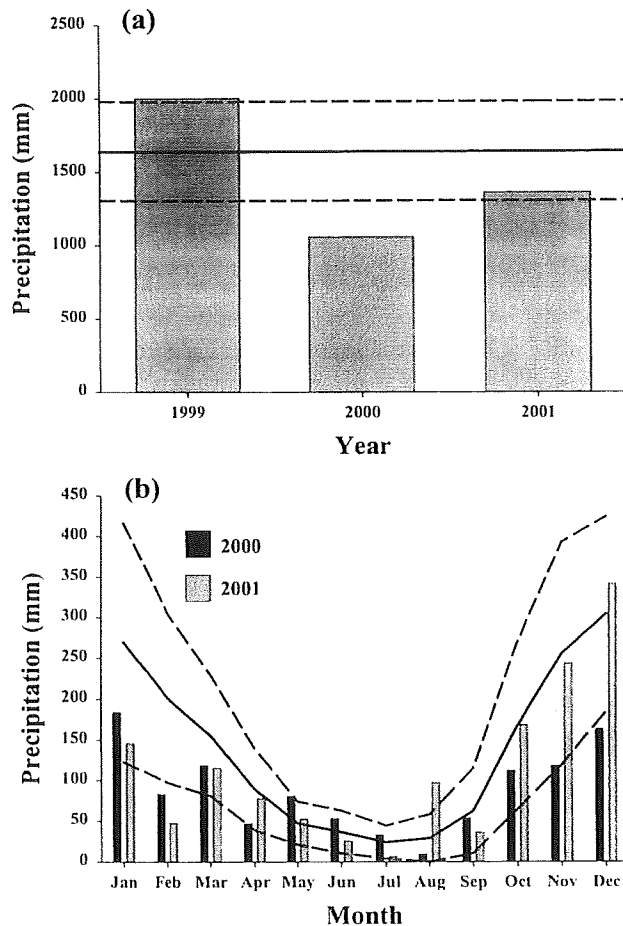 (a)
Precipitation (mm)
2500
2000
1500
1000
500
0
1999 2000 2001
Year
(b)
Precipitation (mm)
450
400
350
300
250
200
150
100
50
0
2000
2001
Jan Feb Mar Apr May Jun Jul Aug Sep Oct Nov Dec
Month